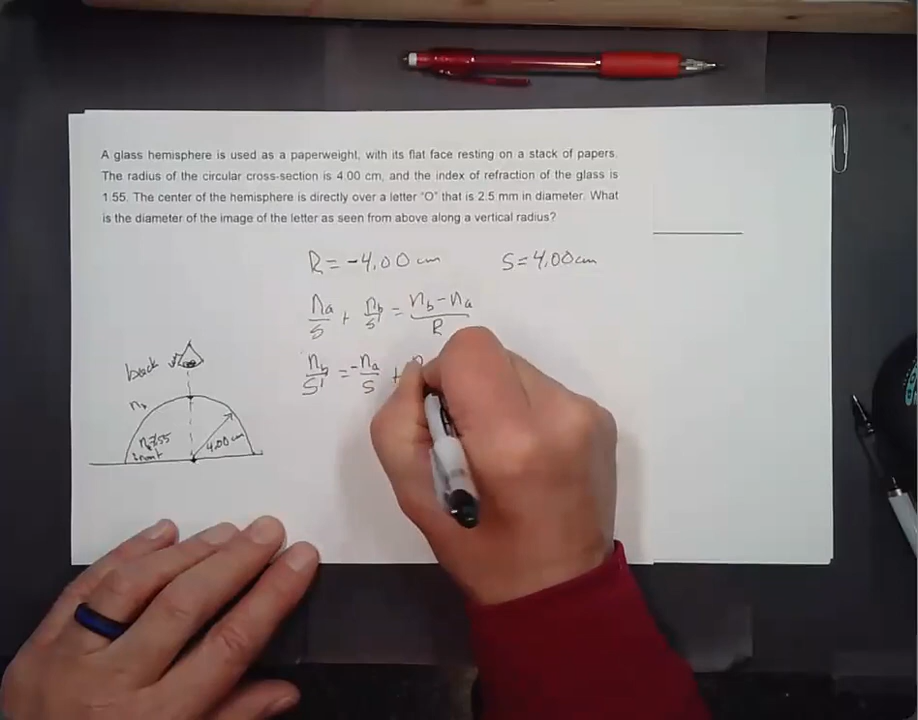 A glass hemisphere is used as a paperweight, with its flat face resting on a stack of papers.
The radius of the circular cross-section is 4.00 cm, and the index of refraction of the glass is
1.55. The center of the hemisphere is directly over a letter "O" that is 2.5 mm in diameter. What
is the diameter of the image of the letter as seen from above along a vertical radius?
R = -4.00 cm
S = 4.00 cm
na/s + nb/s' = (nb - na)/R
nb/s' = -na/s +
back
nb
4.00 cm
front